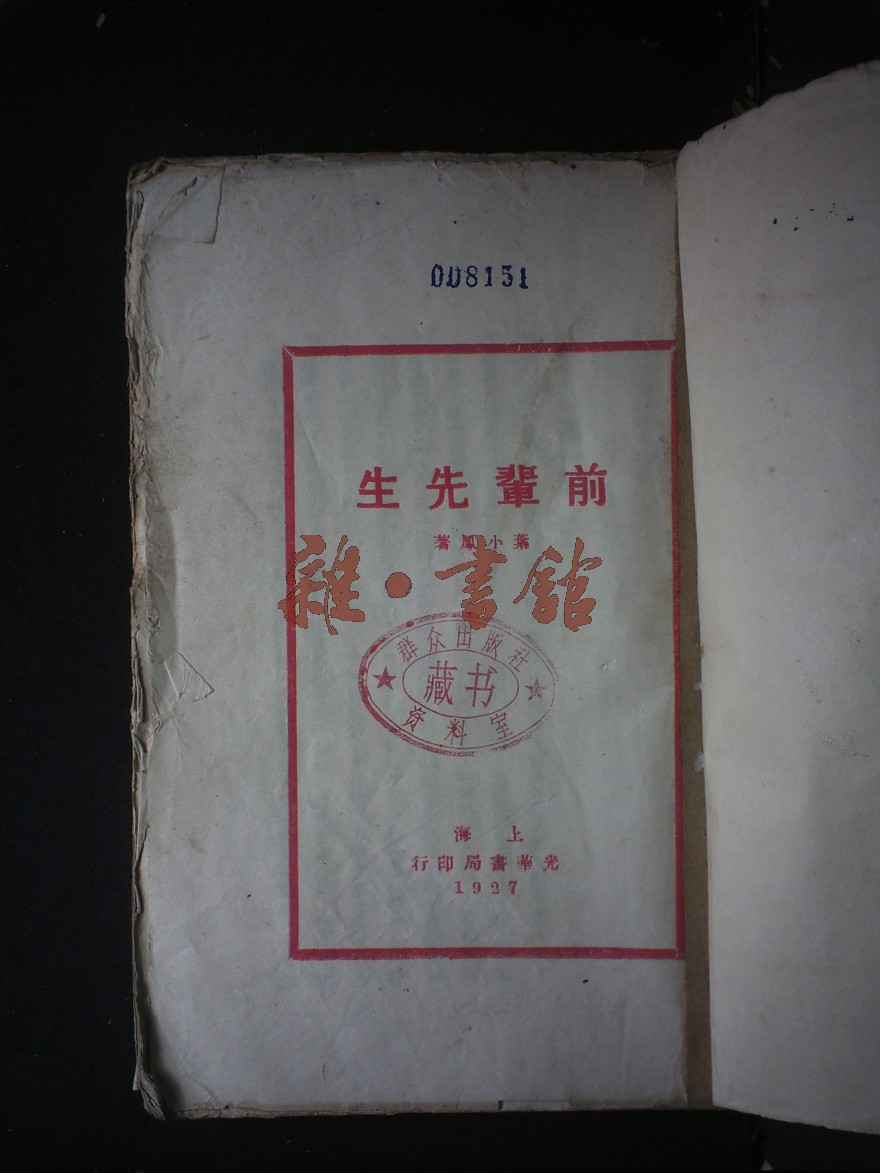 008151
前輩先生
葉小鳳著
雜·書館
群众出版社
藏书
资料室
上海
光華書局印行
1927